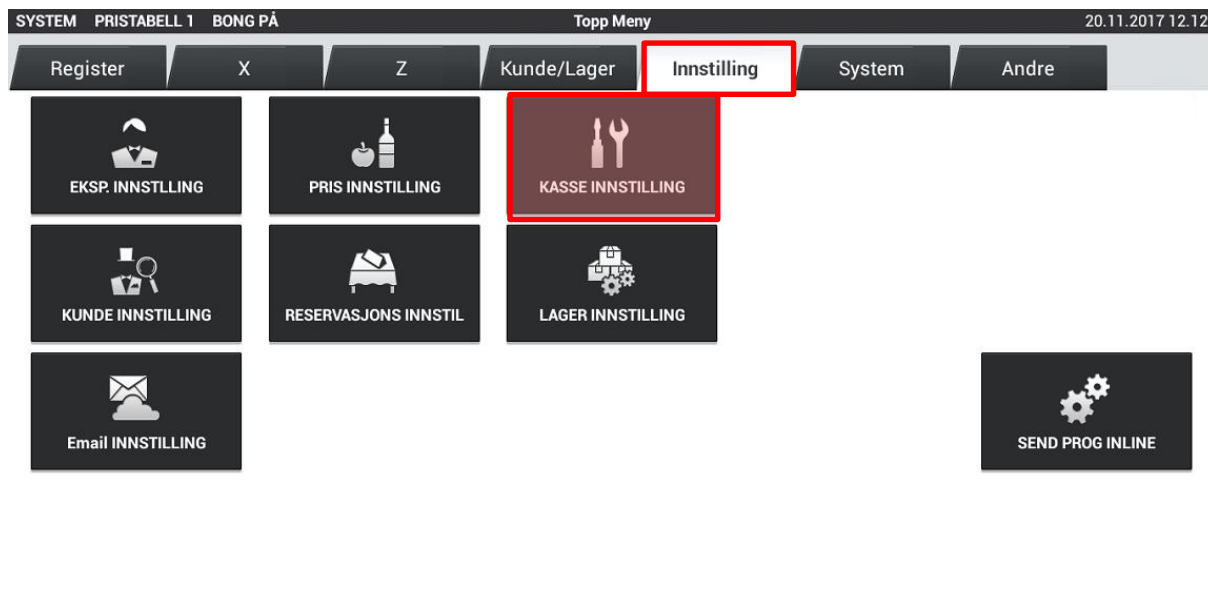 SYSTEM PRISTABELL 1 BONG PÅ Topp Meny 20.11.2017 12.12
Register X Z Kunde/Lager Innstilling System Andre
EKSP. INNSTLLING PRIS INNSTILLING KASSE INNSTILLING
KUNDE INNSTILLING RESERVASJONS INNSTIL LAGER INNSTILLING
Email INNSTILLING SEND PROG INLINE